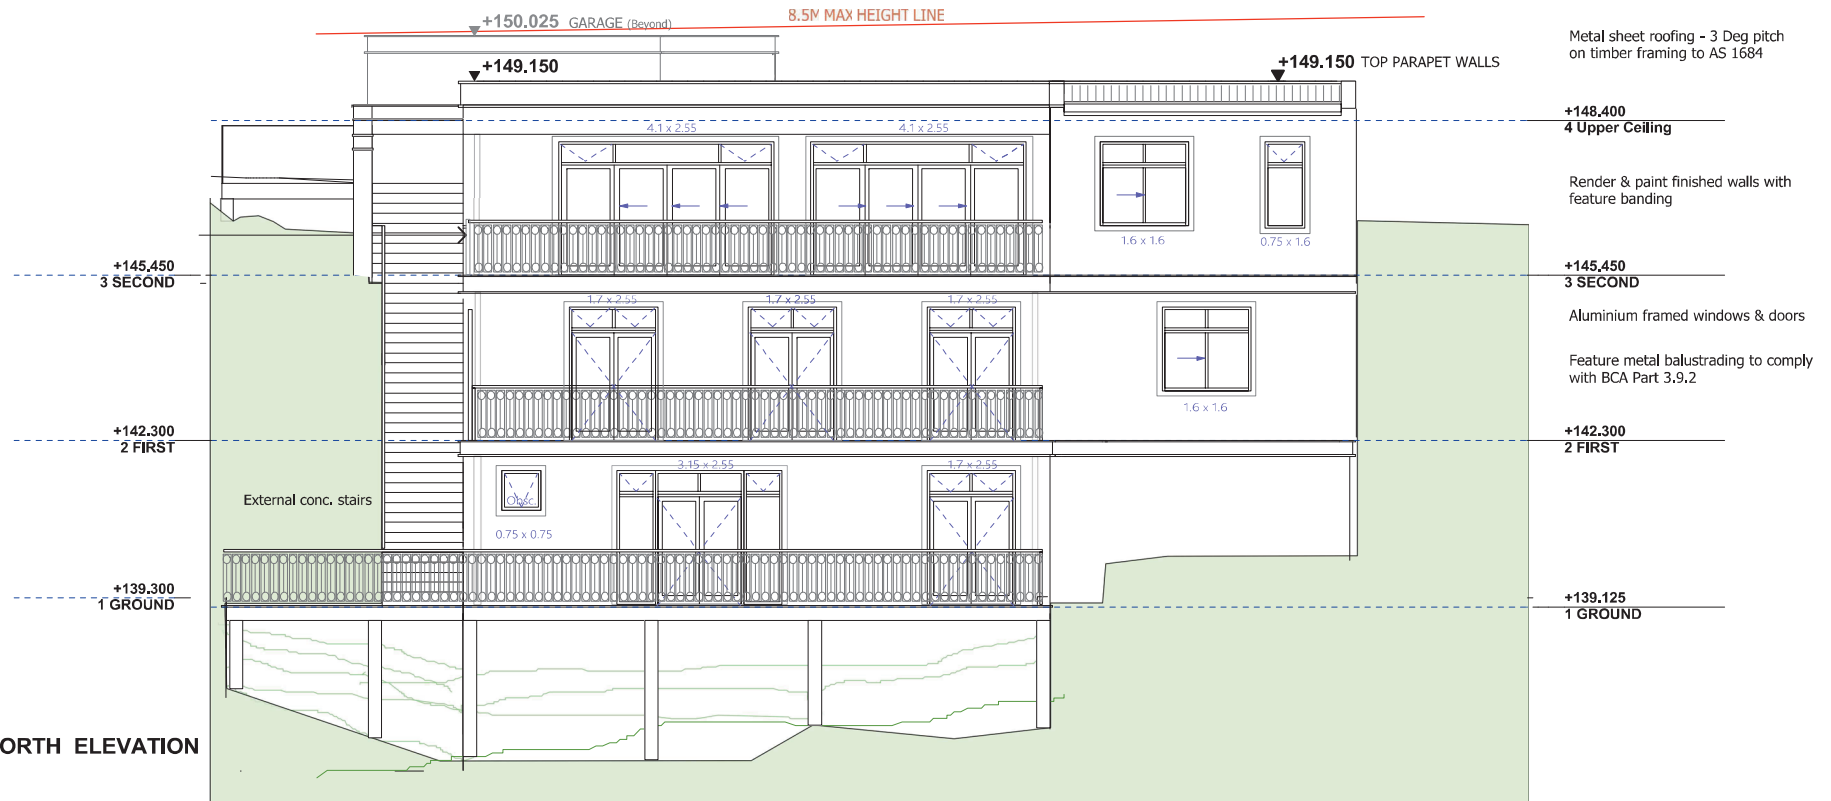 8.5M MAX HEIGHT LINE
+150.025 GARAGE (Beyond)
+149.150
+149.150 TOP PARAPET WALLS
Metal sheet roofing - 3 Deg pitch
on timber framing to AS 1684
+148.400
4 Upper Ceiling
4.1 x 2.55
4.1 x 2.55
Render & paint finished walls with
feature banding
1.6 x 1.6
0.75 x 1.6
+145.450
3 SECOND
+145.450
3 SECOND
1.7 x 2.55
1.7 x 2.55
1.7 x 2.55
Aluminium framed windows & doors
Feature metal balustrading to comply
with BCA Part 3.9.2
1.6 x 1.6
+142.300
2 FIRST
+142.300
2 FIRST
3.15 x 2.55
1.7 x 2.55
External conc. stairs
Obsc.
0.75 x 0.75
+139.300
1 GROUND
+139.125
1 GROUND
ORTH ELEVATION